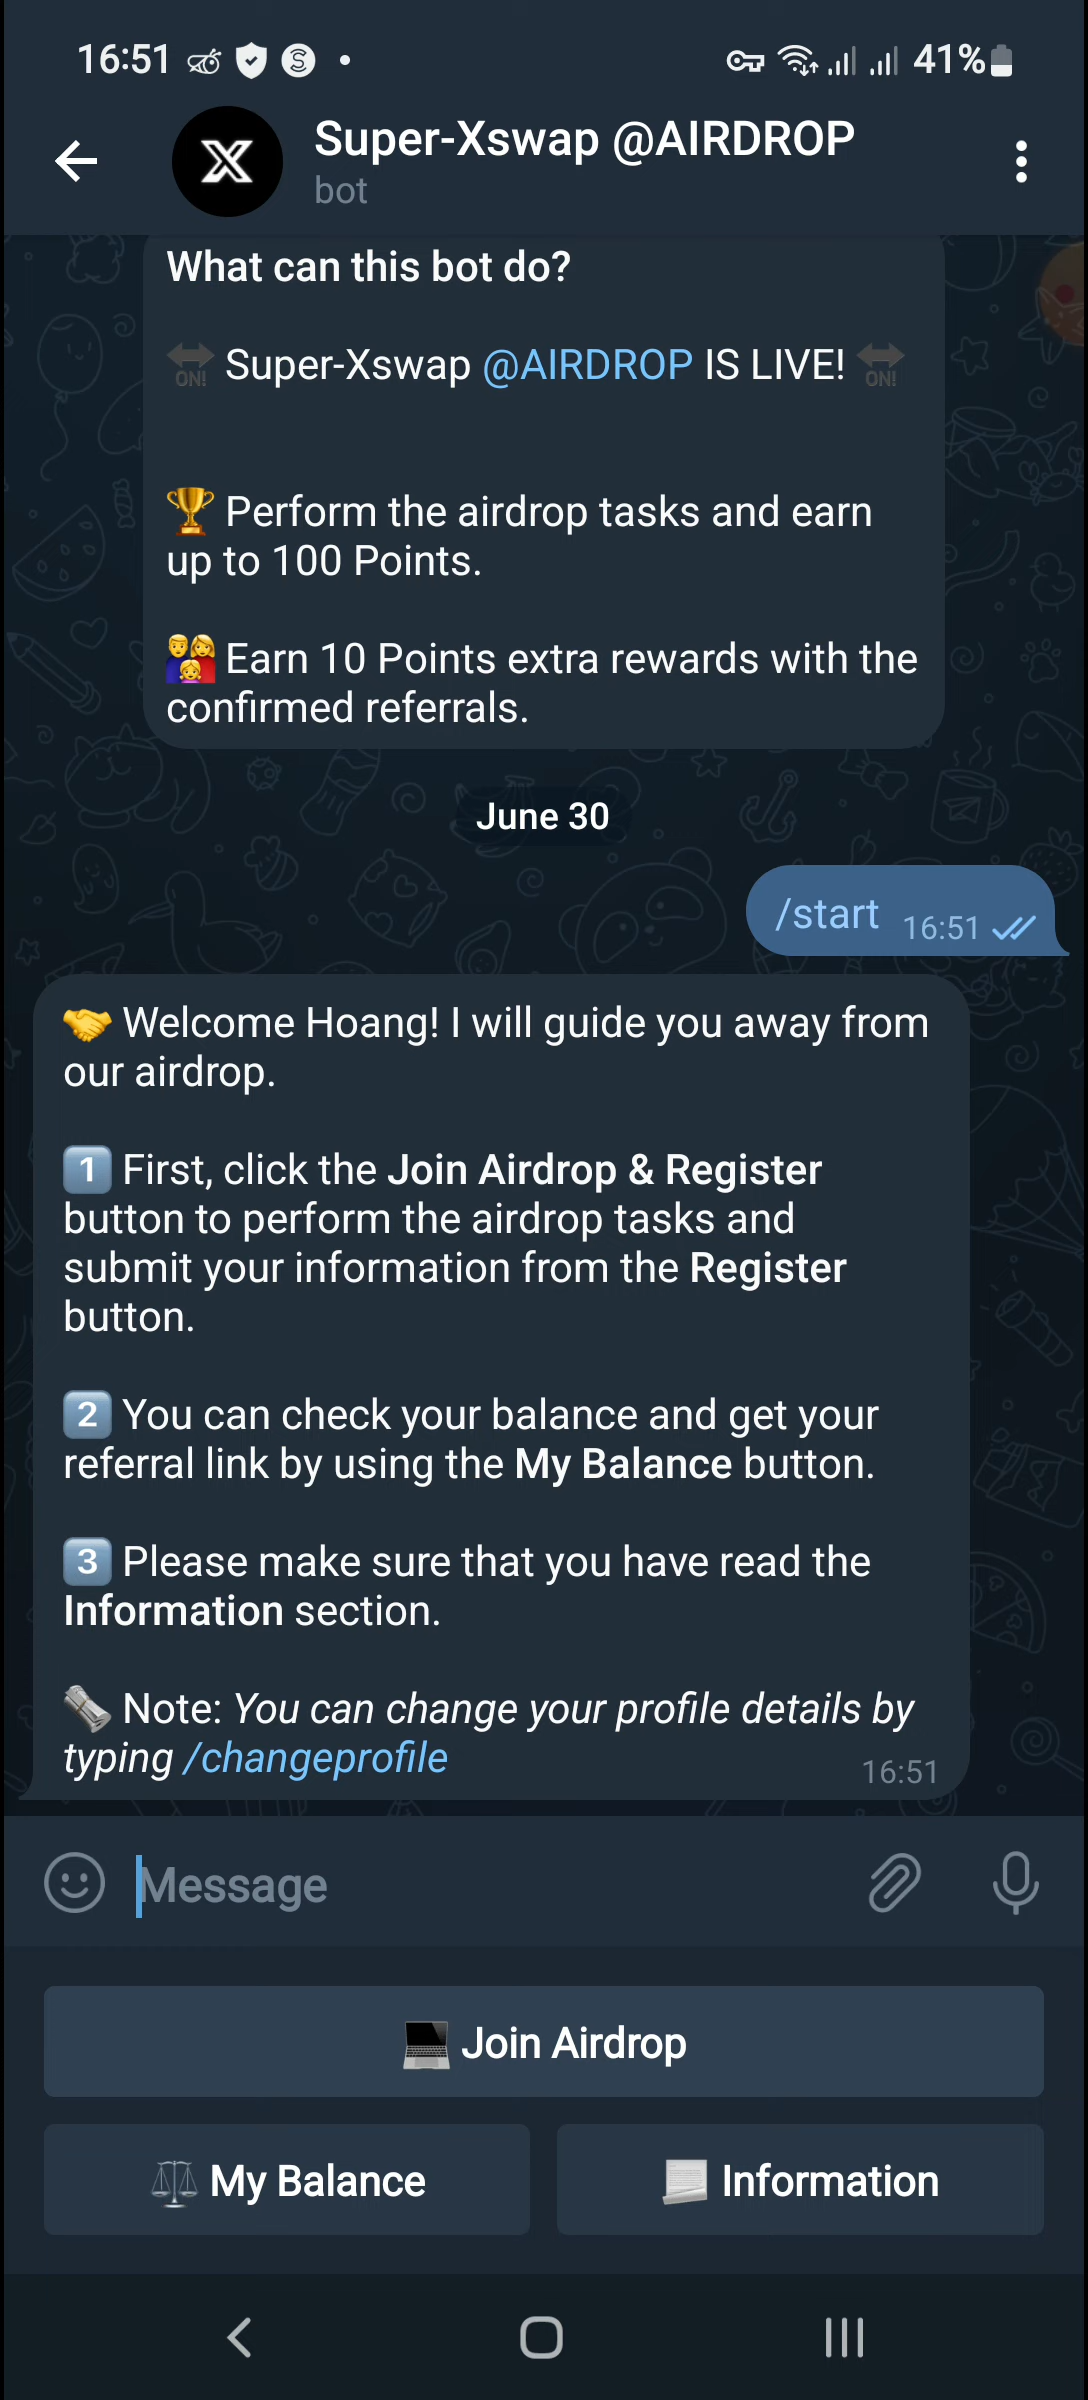 16:51
41%
Super-Xswap @AIRDROP
bot
What can this bot do?
ON! Super-Xswap @AIRDROP IS LIVE! ON!
🏆 Perform the airdrop tasks and earn
up to 100 Points.
👨‍👩‍👧 Earn 10 Points extra rewards with the
confirmed referrals.
June 30
/start 16:51
🤝 Welcome Hoang! I will guide you away from
our airdrop.
1 First, click the Join Airdrop & Register
button to perform the airdrop tasks and
submit your information from the Register
button.
2 You can check your balance and get your
referral link by using the My Balance button.
3 Please make sure that you have read the
Information section.
🗞 Note: You can change your profile details by
typing /changeprofile
16:51
Message
💻 Join Airdrop
⚖ My Balance
📃 Information